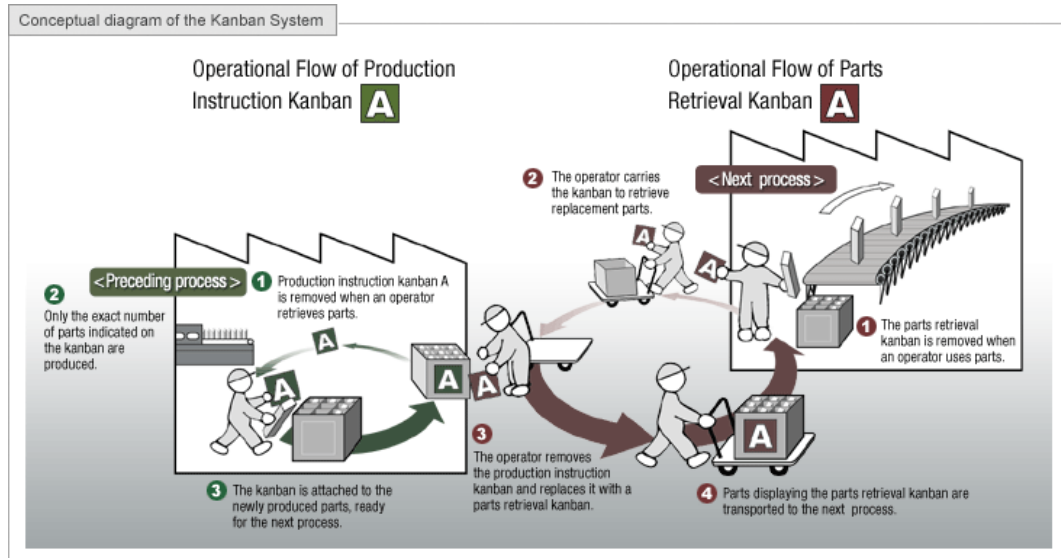 Conceptual diagram of the Kanban System
Operational Flow of Production
Instruction Kanban A
Operational Flow of Parts
Retrieval Kanban A
<Preceding process>
1 Production instruction kanban A
is removed when an operator
retrieves parts.
2
Only the exact number
of parts indicated on
the kanban are
produced.
A
A
A
3 The kanban is attached to the
newly produced parts, ready
for the next process.
<Next process>
1 The parts retrieval
kanban is removed when
an operator uses parts.
2 The operator carries
the kanban to retrieve
replacement parts.
A
A
A
3
The operator removes
the production instruction
kanban and replaces it with a
parts retrieval kanban.
A
4 Parts displaying the parts retrieval kanban are
transported to the next process.